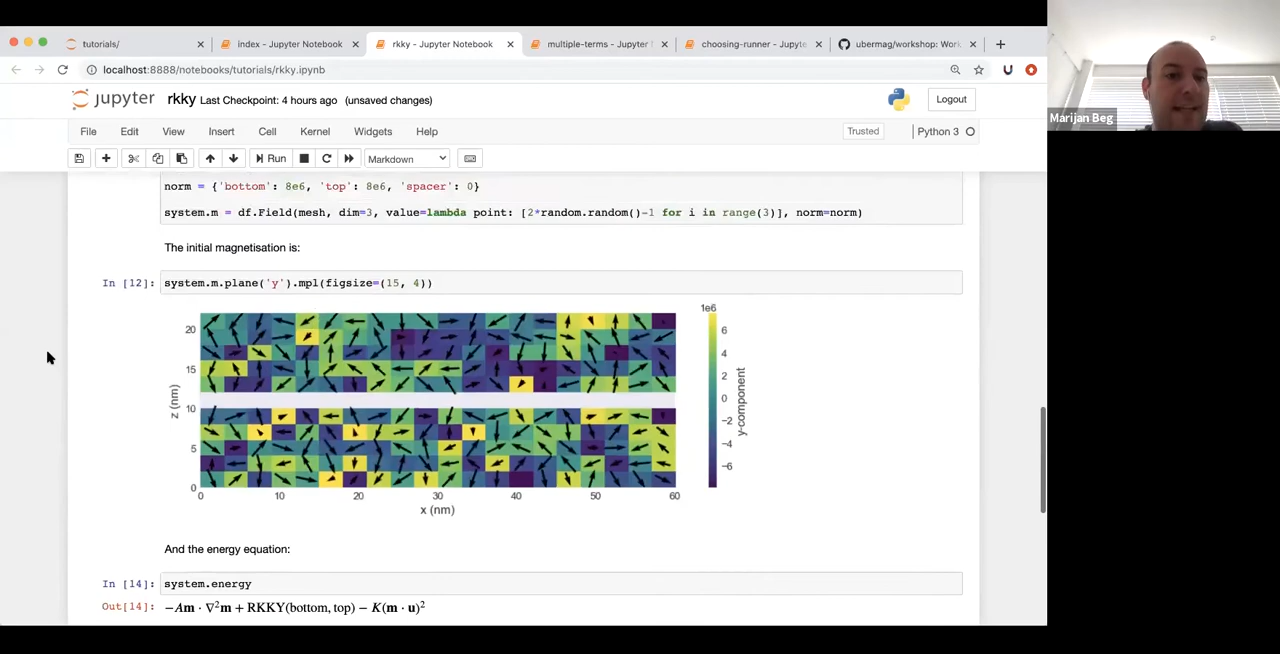 tutorials/
index - Jupyter Notebook
rkky - Jupyter Notebook
multiple-terms - Jupyter
choosing-runner - Jupyte
ubermag/workshop: Work
localhost:8888/notebooks/tutorials/rkky.ipynb
jupyter rkky Last Checkpoint: 4 hours ago (unsaved changes)
Logout
Marijan Beg
File Edit View Insert Cell Kernel Widgets Help
Trusted
Python 3
Run
Markdown
norm = {'bottom': 8e6, 'top': 8e6, 'spacer': 0}
system.m = df.Field(mesh, dim=3, value=lambda point: [2*random.random()-1 for i in range(3)], norm=norm)
The initial magnetisation is:
In [12]: system.m.plane('y').mpl(figsize=(15, 4))
1e6
20
15
10
5
0
z (nm)
6
4
2
0
−2
−4
−6
y-component
0 10 20 30 40 50 60
x (nm)
And the energy equation:
In [14]: system.energy
Out[14]: −Am · ∇²m + RKKY(bottom, top) − K(m · u)²